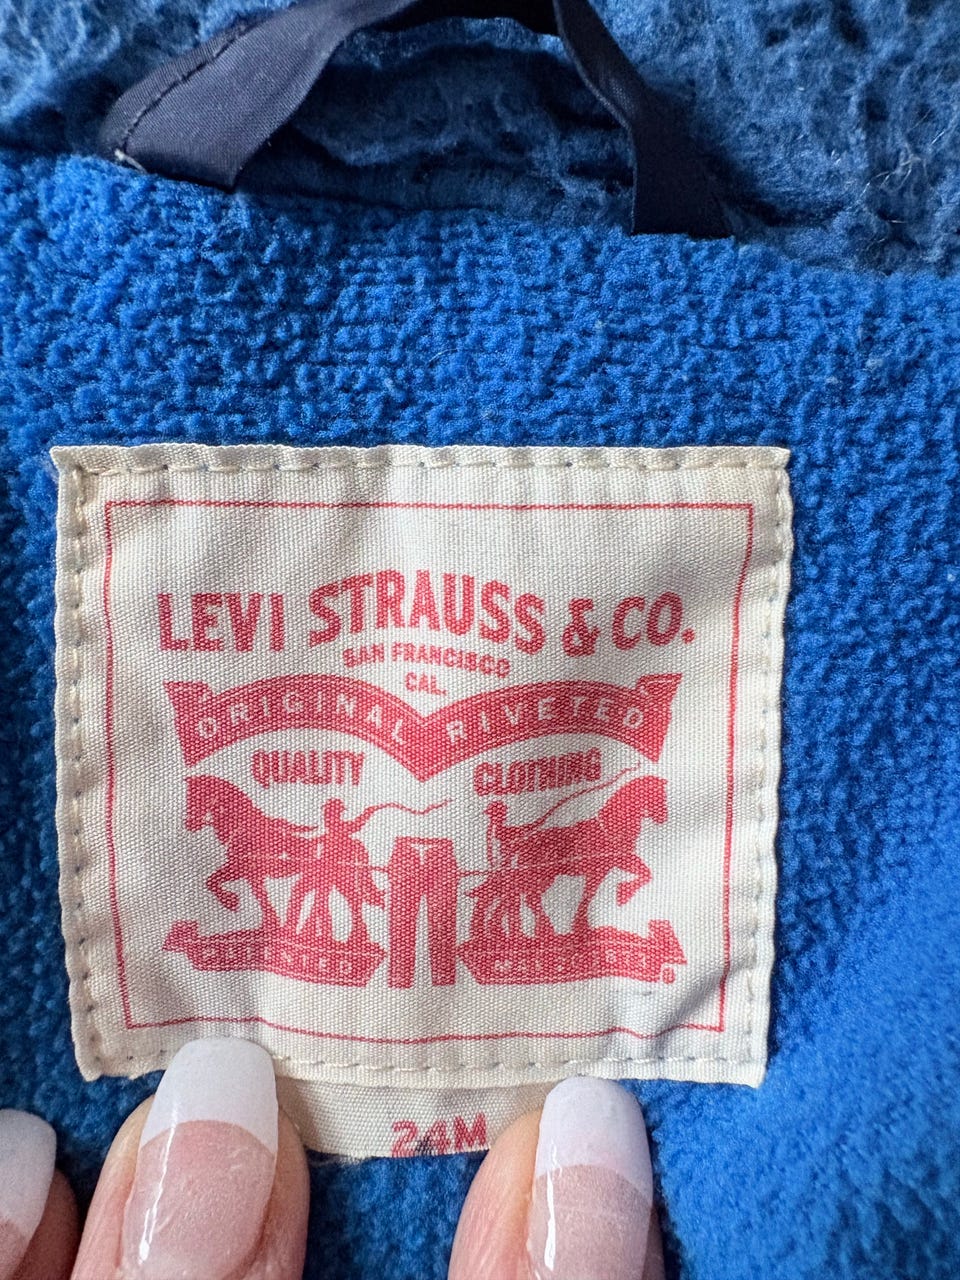 LEVI STRAUSS & CO.
SAN FRANCISCO
CAL.
ORIGINAL RIVETED
QUALITY CLOTHING
®
24M